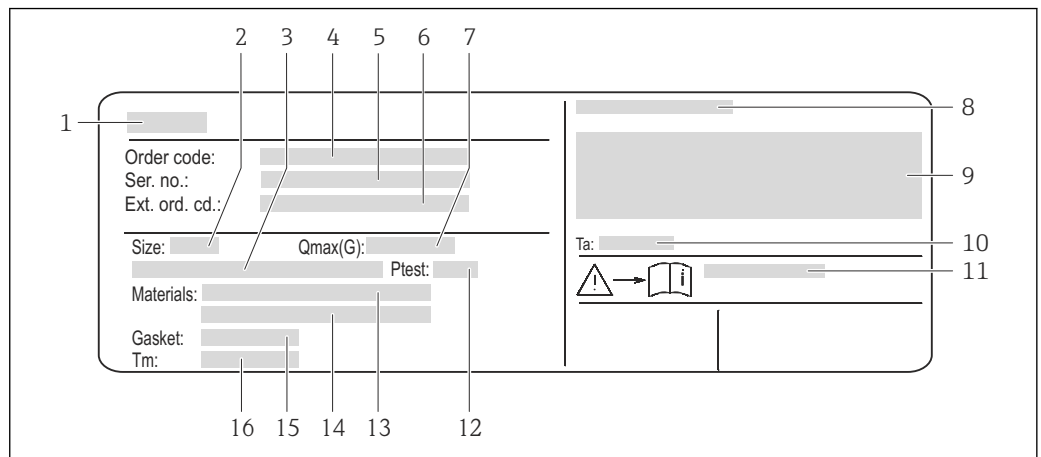 2 3 4 5 6 7
1
8
Order code:
Ser. no.:
Ext. ord. cd.:
9
Size: Qmax(G):
Ta: 10
Ptest:
i 11
Materials:
Gasket:
Tm:
16 15 14 13 12